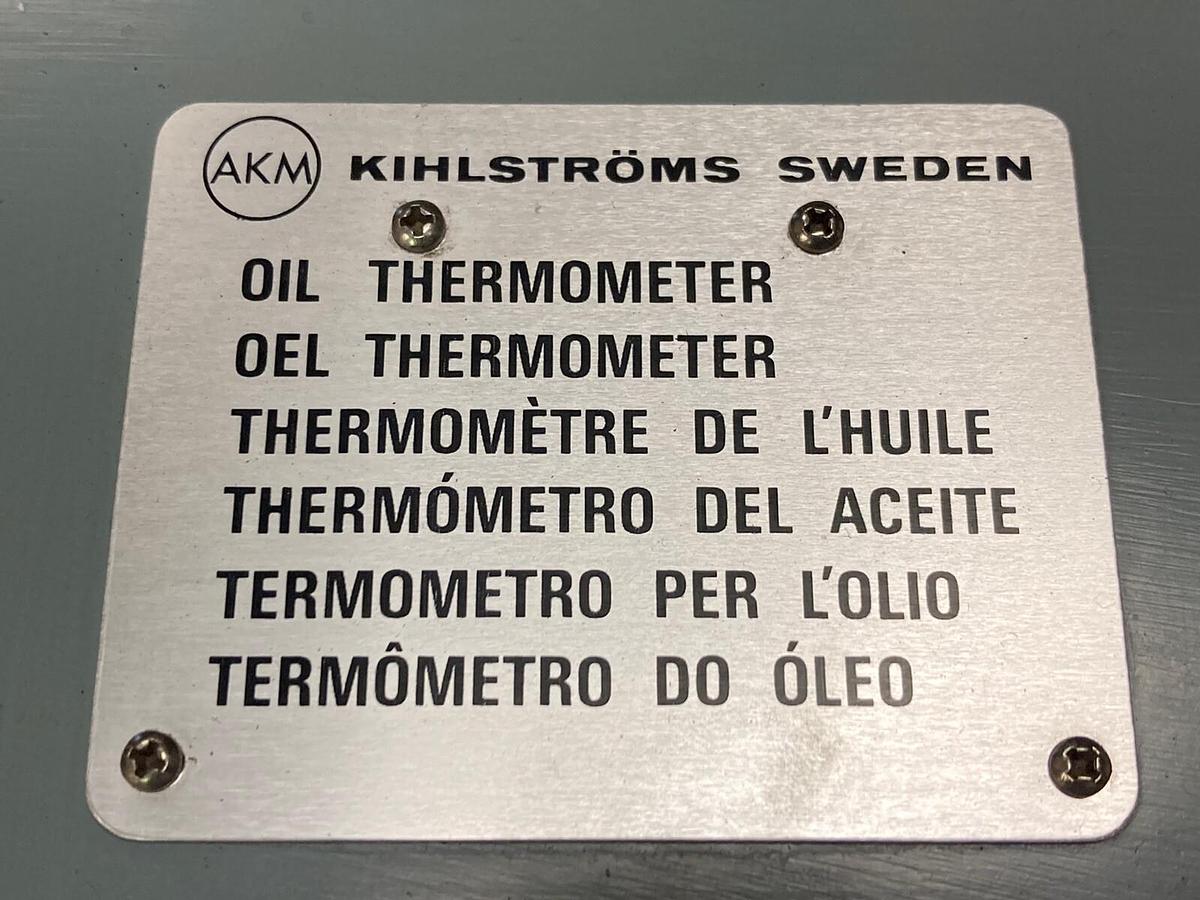 AKM KIHLSTRÖMS SWEDEN
OIL THERMOMETER
OEL THERMOMETER
THERMOMÈTRE DE L'HUILE
THERMÓMETRO DEL ACEITE
TERMOMETRO PER L'OLIO
TERMÔMETRO DO ÓLEO